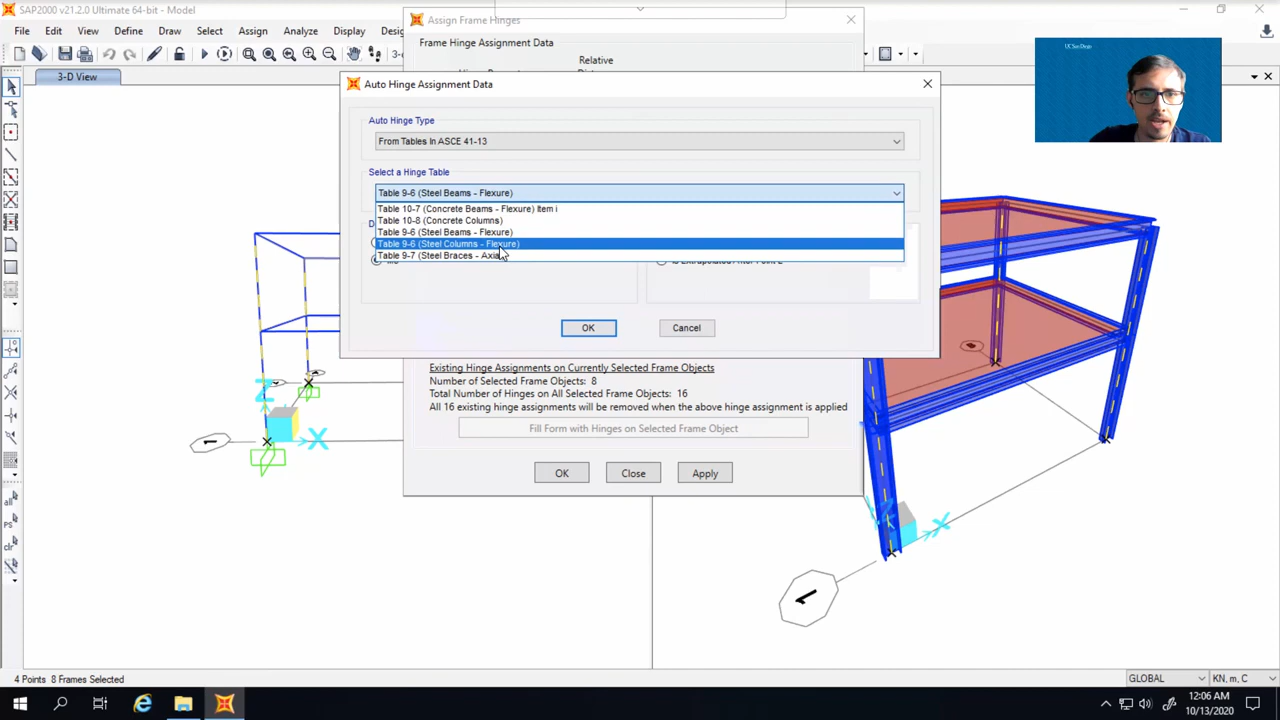 SAP2000 v21.2.0 Ultimate 64-bit - Model
File Edit View Define Draw Select Assign Analyze Display
3-D View
Assign Frame Hinges
Frame Hinge Assignment Data
Relative
Auto Hinge Assignment Data
Auto Hinge Type
From Tables In ASCE 41-13
Select a Hinge Table
Table 9-6 (Steel Beams - Flexure)
Table 10-7 (Concrete Beams - Flexure) Item i
Table 10-8 (Concrete Columns)
Table 9-6 (Steel Beams - Flexure)
Table 9-6 (Steel Columns - Flexure)
Table 9-7 (Steel Braces - Axial
OK Cancel
Existing Hinge Assignments on Currently Selected Frame Objects
Number of Selected Frame Objects: 8
Total Number of Hinges on All Selected Frame Objects: 16
All 16 existing hinge assignments will be removed when the above hinge assignment is applied
Fill Form with Hinges on Selected Frame Object
OK Close Apply
UC San Diego
Z
X
1
X
1
4 Points 8 Frames Selected
GLOBAL KN, m, C
12:06 AM
10/13/2020